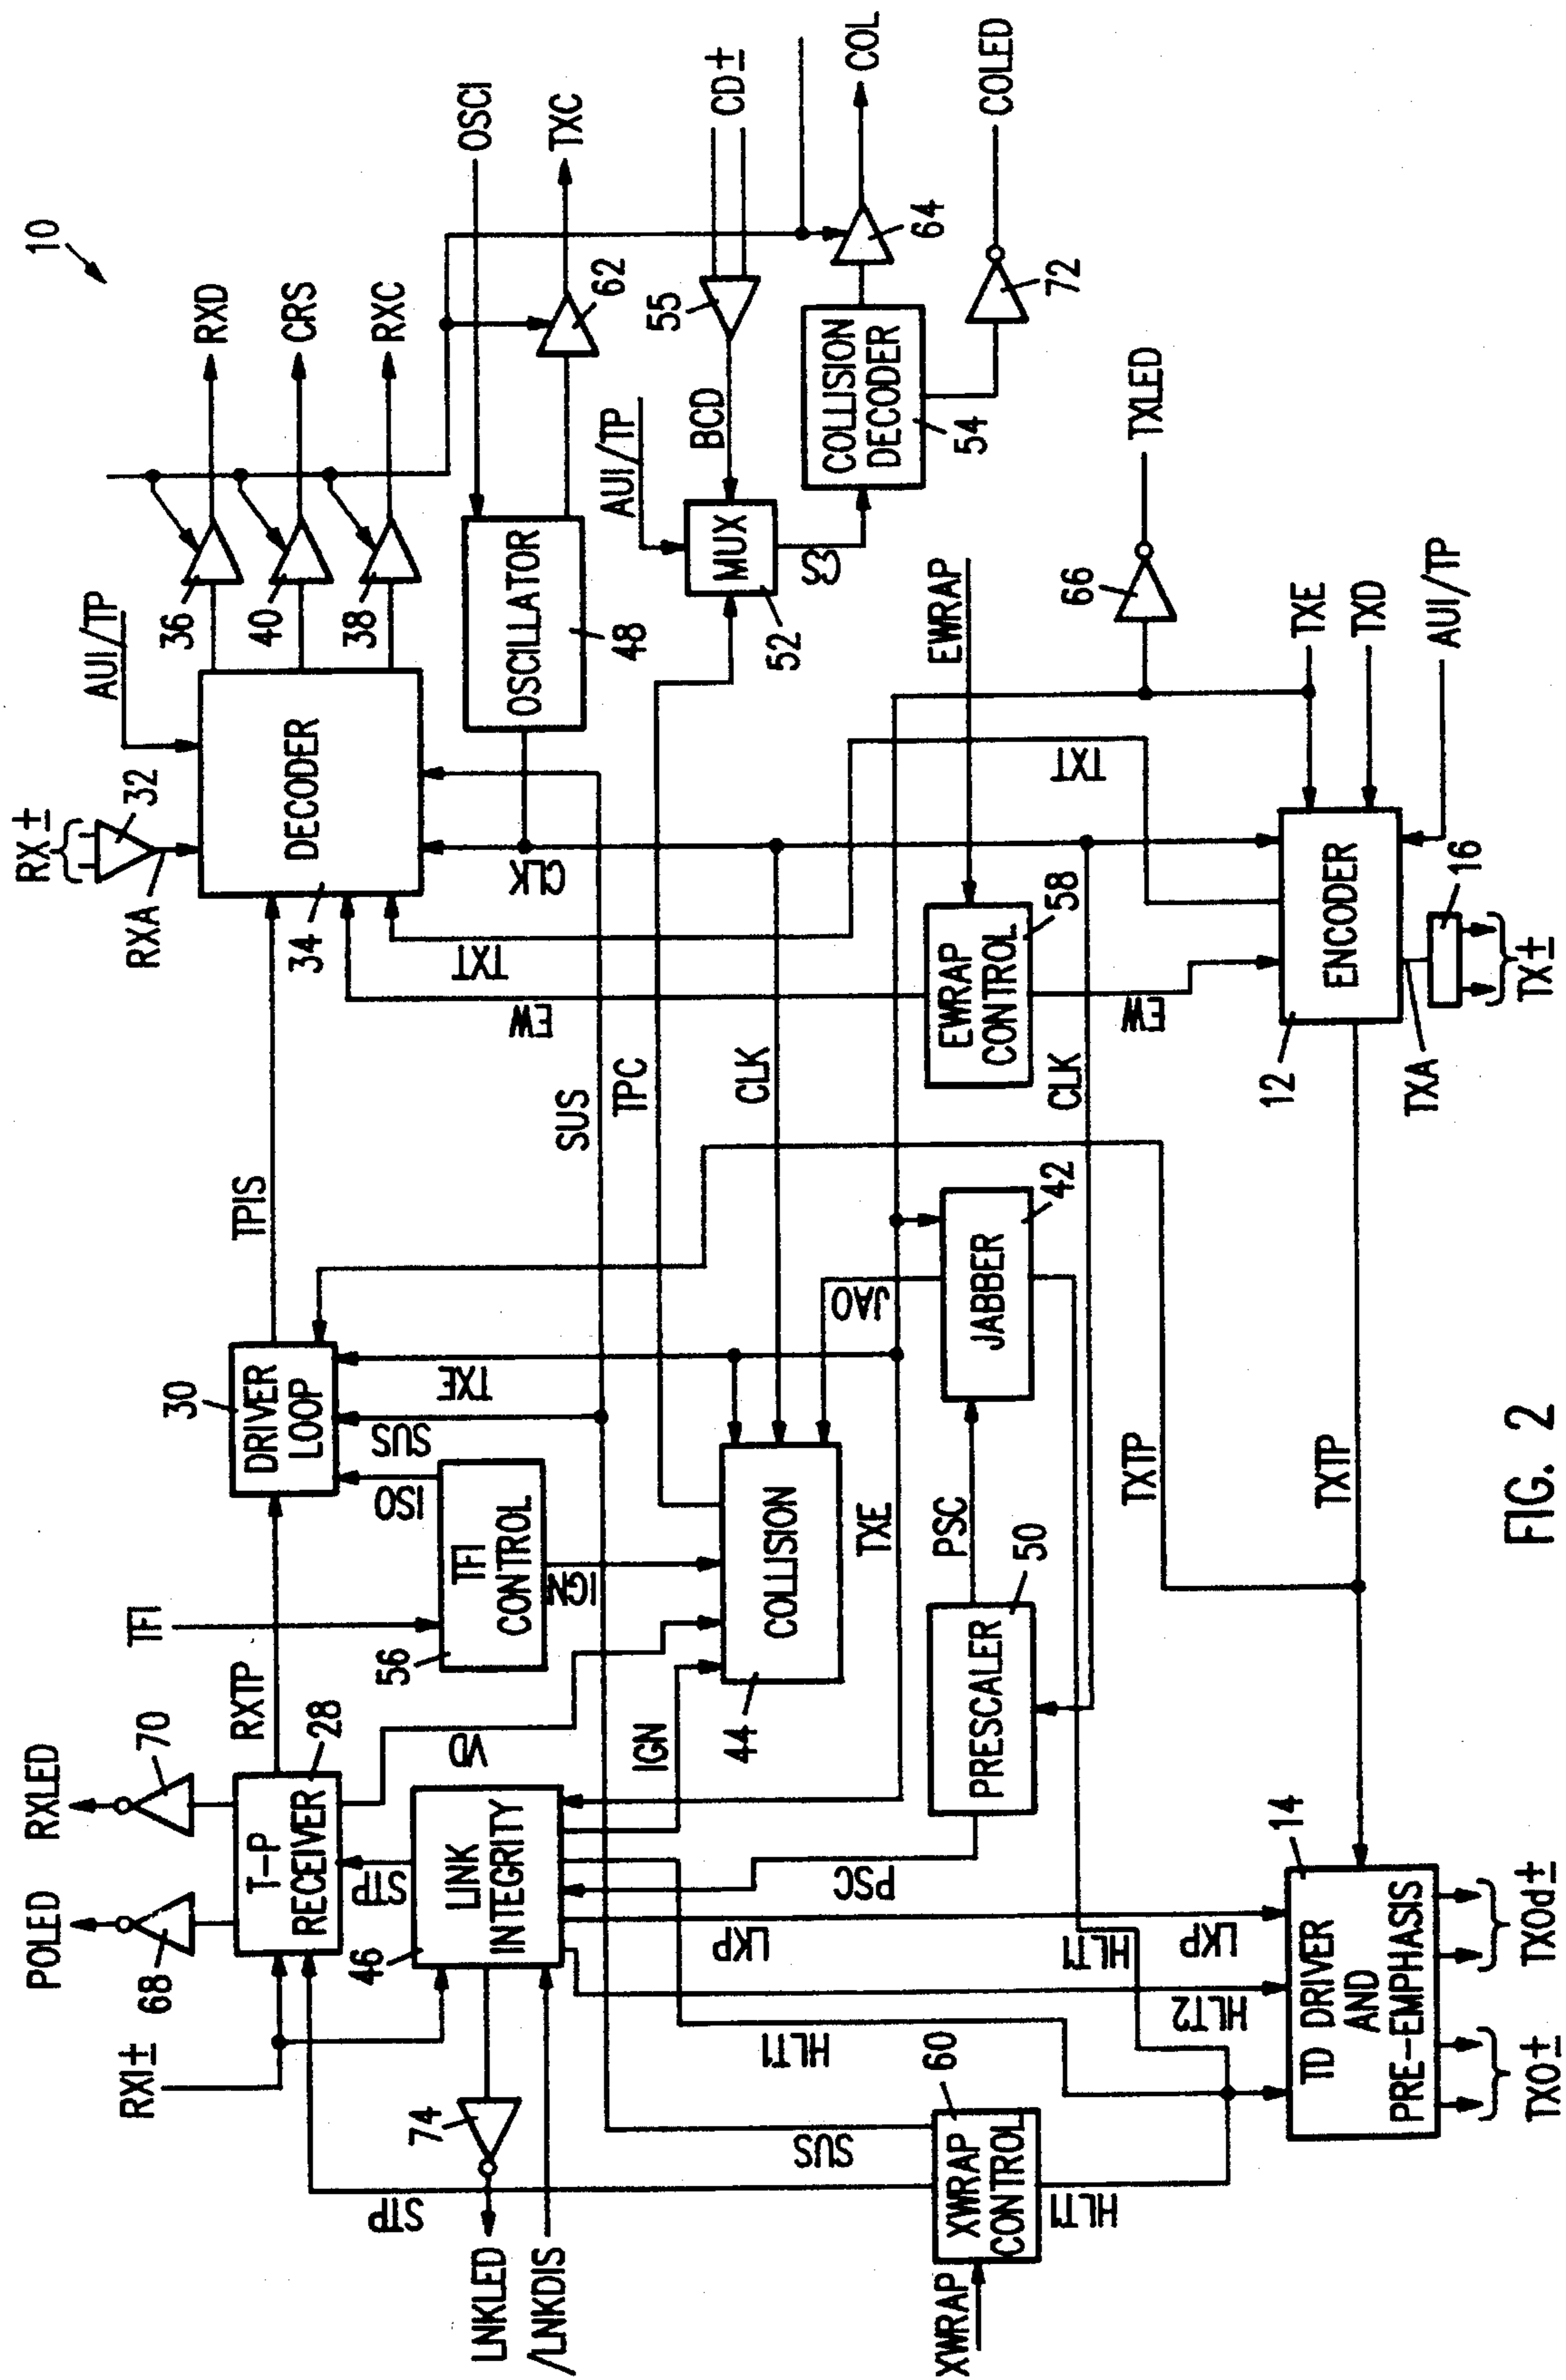 10
RX±
32
RXA
AUI/TP
DECODER
34
36
40
38
RXD
CRS
RXC
OSCI
OSCILLATOR
48
62
TXC
CLK
TXT
EW
SUS
TPIS
DRIVER
LOOP
30
RXTP
TXE
SUS
ISO
TFI
TFI
CONTROL
56
IGN
RXLED
70
POLED
68
T-P
RECEIVER
28
RXI±
VD
STP
LINK
INTEGRITY
46
LNKLED
74
/LNKDIS
STP
IGN
COLLISION
44
TPC
CLK
JAO
AUI/TP
MUX
52
BCD
55
CD±
CS
COLLISION
DECODER
54
64
COL
72
COLED
EWRAP
EWRAP
CONTROL
58
EW
TXT
CLK
TXE
JABBER
42
PSC
PRESCALER
50
PSC
LKP
HLT1
HLT2
HLT1
LKP
SUS
XWRAP
XWRAP
CONTROL
60
HLT1
TXLED
66
TXE
TXD
AUI/TP
ENCODER
12
16
TXA
TX±
TXTP
TXTP
TD DRIVER
AND
PRE-EMPHASIS
14
TXO±
TXOd±
FIG. 2